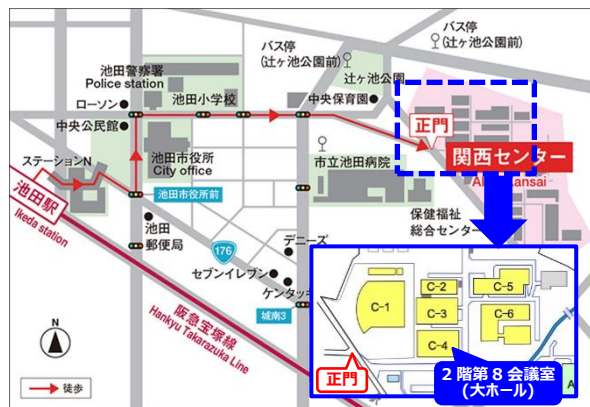 バス停
(辻ヶ池公園前)
バス停
(辻ヶ池公園前)
池田警察署
Police station
辻ヶ池公園
ローソン
池田小学校
中央保育園
中央公民館
正門
ステーションN
池田市役所
City office
市立池田病院
関西センター
池田駅
Ikeda station
池田市役所前
保健福祉
総合センター
池田
郵便局
176
デニーズ
セブンイレブン
ケンタッキ
城南3
阪急宝塚線
Hankyu Takarazuka Line
N
徒歩
C-1
C-2
C-3
C-4
C-5
C-6
正門
2階第8会議室
(大ホール)